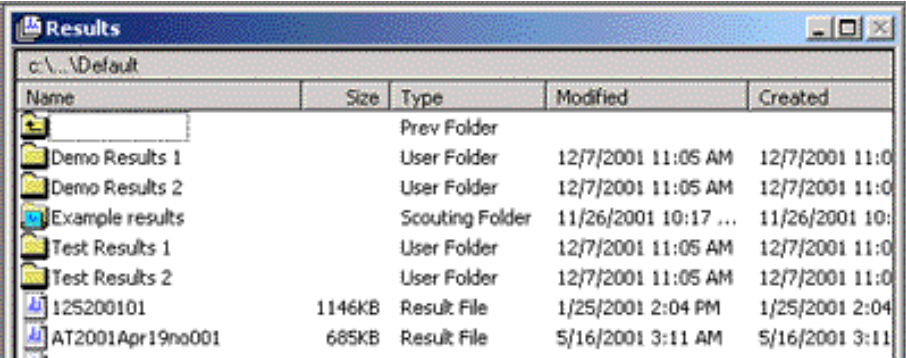 Results
c:\...\Default
Name Size Type Modified Created
Prev Folder
Demo Results 1 User Folder 12/7/2001 11:05 AM 12/7/2001 11:0
Demo Results 2 User Folder 12/7/2001 11:05 AM 12/7/2001 11:0
Example results Scouting Folder 11/26/2001 10:17 ... 11/26/2001 10:
Test Results 1 User Folder 12/7/2001 11:05 AM 12/7/2001 11:0
Test Results 2 User Folder 12/7/2001 11:05 AM 12/7/2001 11:0
125200101 1146KB Result File 1/25/2001 2:04 PM 1/25/2001 2:04
AT2001Apr19no001 685KB Result File 5/16/2001 3:11 AM 5/16/2001 3:11